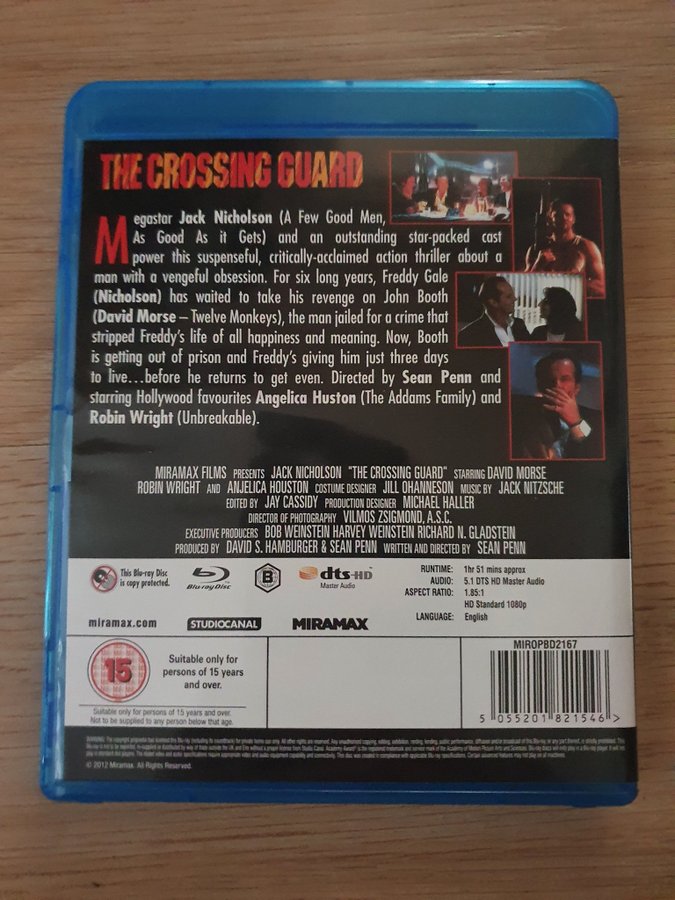 THE CROSSING GUARD
Megastar Jack Nicholson (A Few Good Men,
As Good As it Gets) and an outstanding star-packed cast
power this suspenseful, critically-acclaimed action thriller about a
man with a vengeful obsession. For six long years, Freddy Gale
(Nicholson) has waited to take his revenge on John Booth
(David Morse – Twelve Monkeys), the man jailed for a crime that
stripped Freddy's life of all happiness and meaning. Now, Booth
is getting out of prison and Freddy's giving him just three days
to live...before he returns to get even. Directed by Sean Penn and
starring Hollywood favourites Angelica Huston (The Addams Family) and
Robin Wright (Unbreakable).
MIRAMAX FILMS PRESENTS JACK NICHOLSON "THE CROSSING GUARD" STARRING DAVID MORSE
ROBIN WRIGHT AND ANJELICA HOUSTON COSTUME DESIGNER JILL OHANNESON MUSIC BY JACK NITZSCHE
EDITED BY JAY CASSIDY PRODUCTION DESIGNER MICHAEL HALLER
DIRECTOR OF PHOTOGRAPHY VILMOS ZSIGMOND, A.S.C.
EXECUTIVE PRODUCERS BOB WEINSTEIN HARVEY WEINSTEIN RICHARD N. GLADSTEIN
PRODUCED BY DAVID S. HAMBURGER & SEAN PENN WRITTEN AND DIRECTED BY SEAN PENN
This Blu-ray Disc
is copy protected.
Blu-ray Disc
B
dts-HD
Master Audio
RUNTIME: 1hr 51 mins approx
AUDIO: 5.1 DTS HD Master Audio
ASPECT RATIO: 1.85:1
HD Standard 1080p
LANGUAGE: English
miramax.com
STUDIOCANAL
MIRAMAX
15
Suitable only for
persons of 15 years
and over.
Suitable only for persons of 15 years and over.
Not to be supplied to any person below that age.
MIROPBD2167
5 055201 821546 >
© 2012 Miramax. All Rights Reserved.